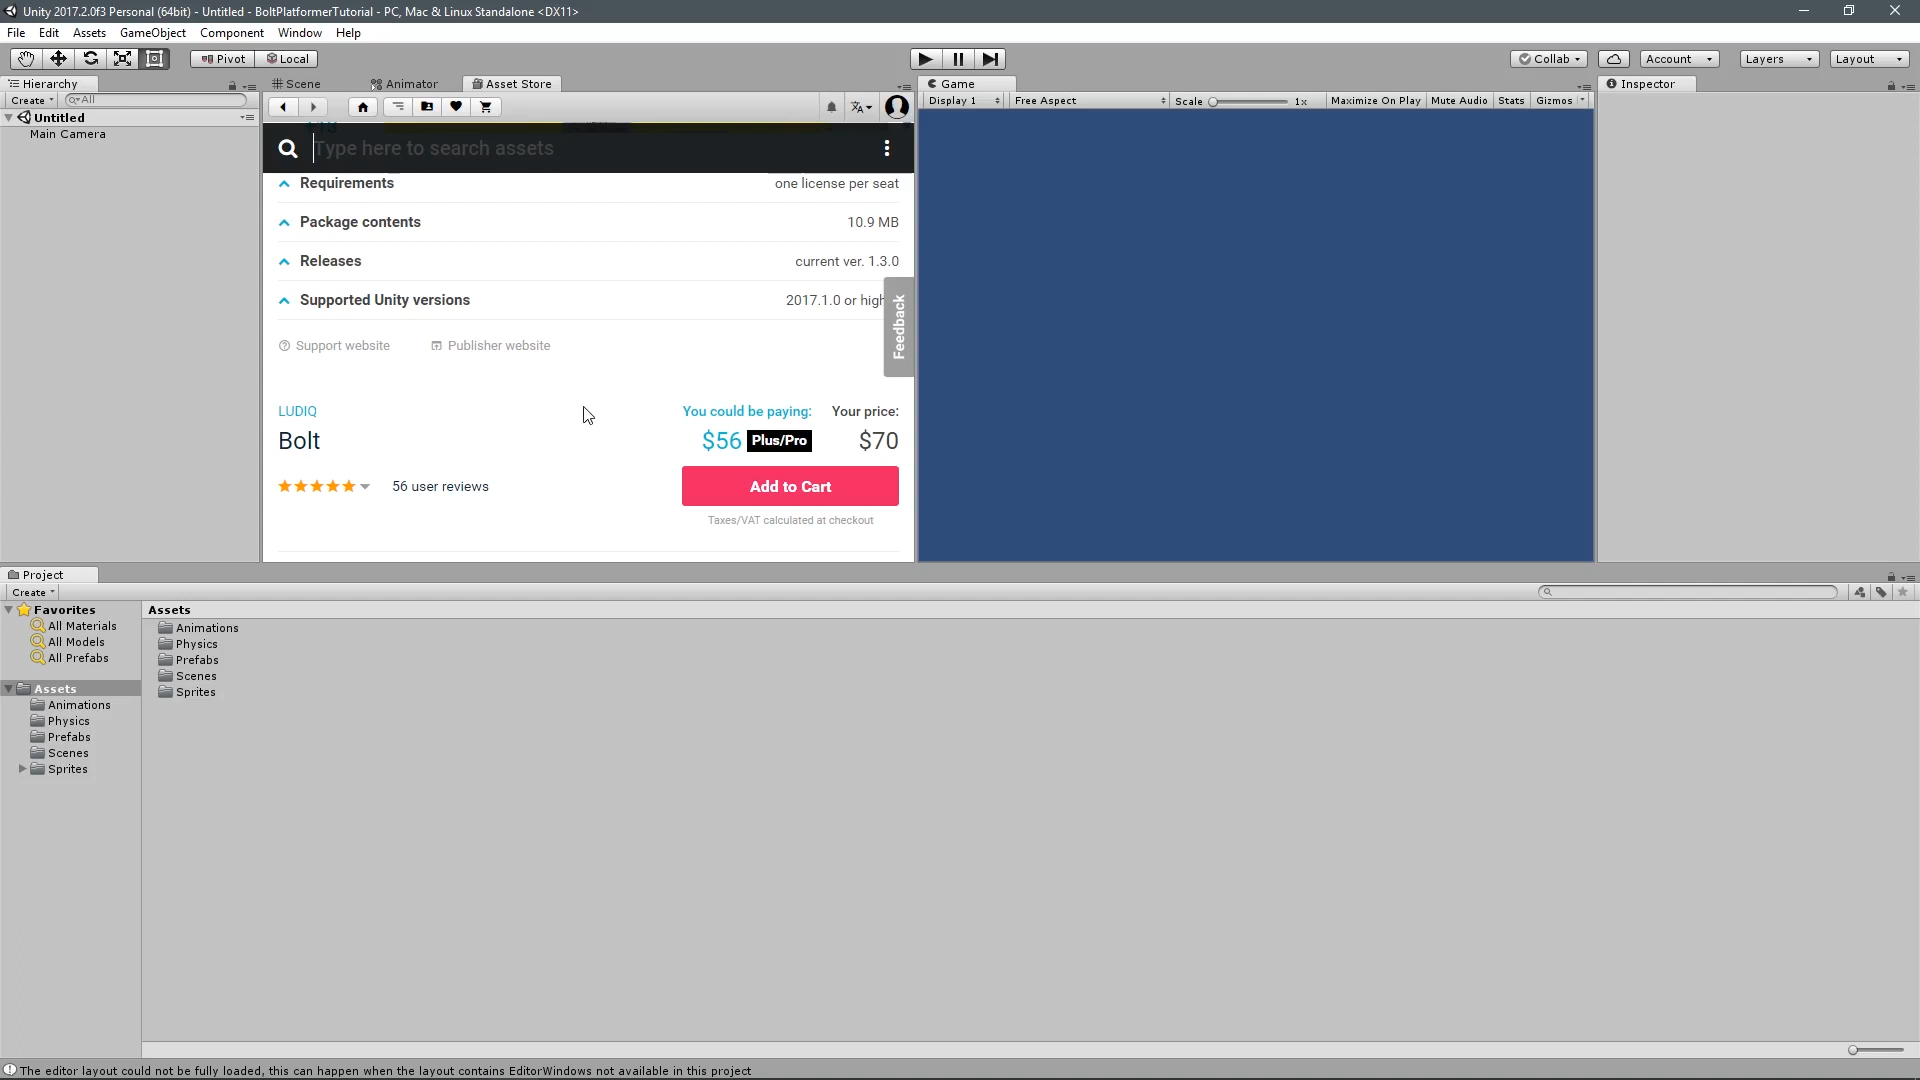 Unity 2017.2.0f3 Personal (64bit) - Untitled - BoltPlatformerTutorial - PC, Mac & Linux Standalone <DX11>
File Edit Assets GameObject Component Window Help
Pivot Local Collab Account Layers Layout
Hierarchy Scene Animator Asset Store Game Inspector
Create All Display 1 Free Aspect Scale 1x Maximize On Play Mute Audio Stats Gizmos
Untitled
Main Camera
Type here to search assets
Requirements one license per seat
Package contents 10.9 MB
Releases current ver. 1.3.0
Supported Unity versions 2017.1.0 or high
Feedback
Support website Publisher website
LUDIQ You could be paying: Your price:
Bolt $56 Plus/Pro $70
56 user reviews Add to Cart
Taxes/VAT calculated at checkout
Project
Create
Favorites
All Materials
All Models
All Prefabs
Assets
Animations
Physics
Prefabs
Scenes
Sprites
Assets
Animations
Physics
Prefabs
Scenes
Sprites
The editor layout could not be fully loaded, this can happen when the layout contains EditorWindows not available in this project